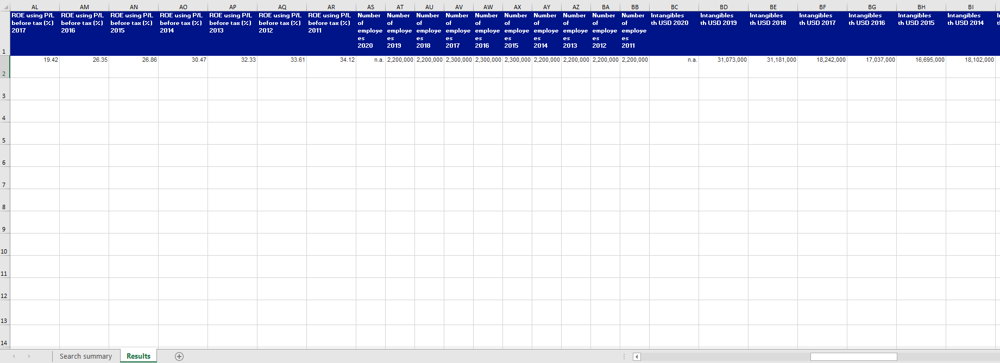 AL AM AN AO AP AQ AR AS AT AU AV AW AX AY AZ BA BB BC BD BE BF BG BH BI
1
ROE using P/L before tax (%) 2017
ROE using P/L before tax (%) 2016
ROE using P/L before tax (%) 2015
ROE using P/L before tax (%) 2014
ROE using P/L before tax (%) 2013
ROE using P/L before tax (%) 2012
ROE using P/L before tax (%) 2011
Number of employees 2020
Number of employees 2019
Number of employees 2018
Number of employees 2017
Number of employees 2016
Number of employees 2015
Number of employees 2014
Number of employees 2013
Number of employees 2012
Number of employees 2011
Intangibles th USD 2020
Intangibles th USD 2019
Intangibles th USD 2018
Intangibles th USD 2017
Intangibles th USD 2016
Intangibles th USD 2015
Intangibles th USD 2014
2 19.42 26.35 26.86 30.47 32.33 33.61 34.12 n.a. 2,200,000 2,200,000 2,300,000 2,300,000 2,300,000 2,200,000 2,200,000 2,200,000 2,200,000 n.a. 31,073,000 31,181,000 18,242,000 17,037,000 16,695,000 18,102,000
3
4
5
6
7
8
9
10
11
12
13
14
Search summary Results